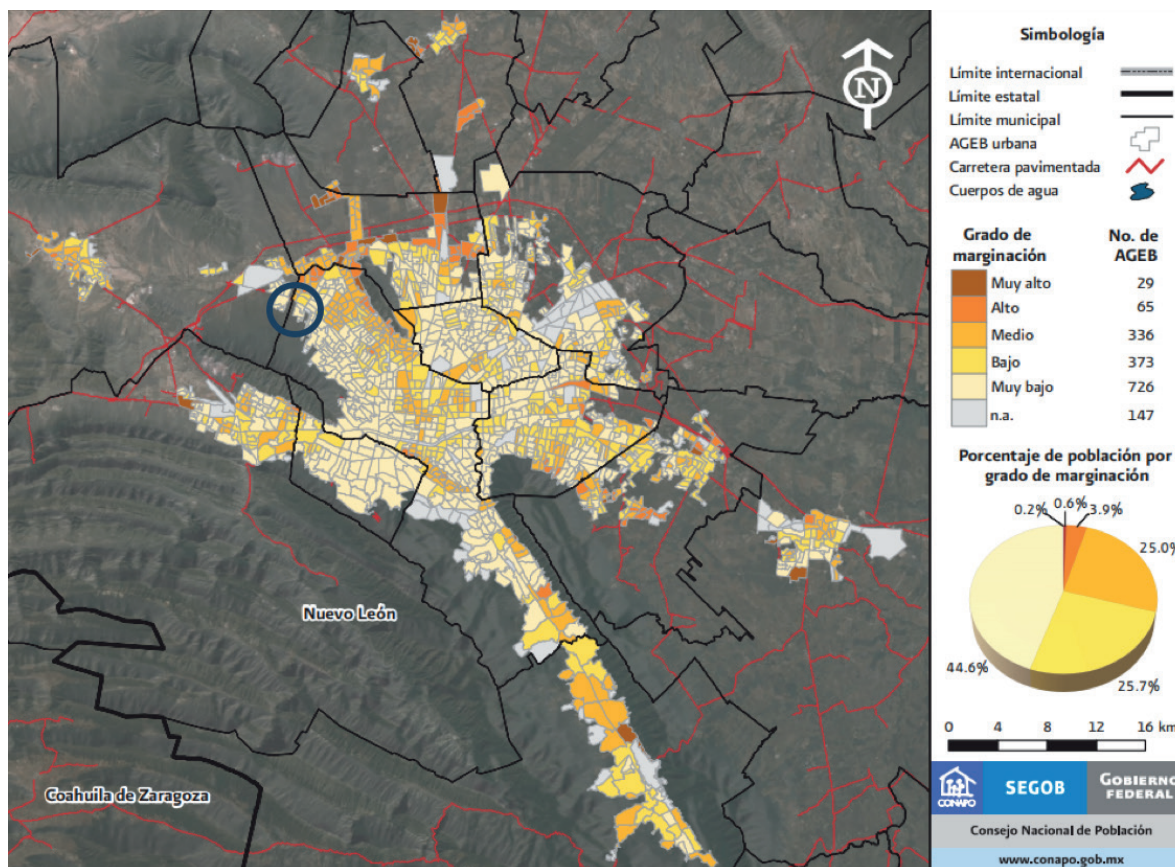 Simbología
Límite internacional
Límite estatal
Límite municipal
AGEB urbana
Carretera pavimentada
Cuerpos de agua
Grado de marginación No. de AGEB
Muy alto 29
Alto 65
Medio 336
Bajo 373
Muy bajo 726
n.a. 147
Porcentaje de población por
grado de marginación
0.2% 0.6% 3.9%
25.0%
44.6%
25.7%
0 4 8 12 16 km
N
Nuevo León
Coahuila de Zaragoza
CONAPO
SEGOB
GOBIERNO
FEDERAL
Consejo Nacional de Población
www.conapo.gob.mx